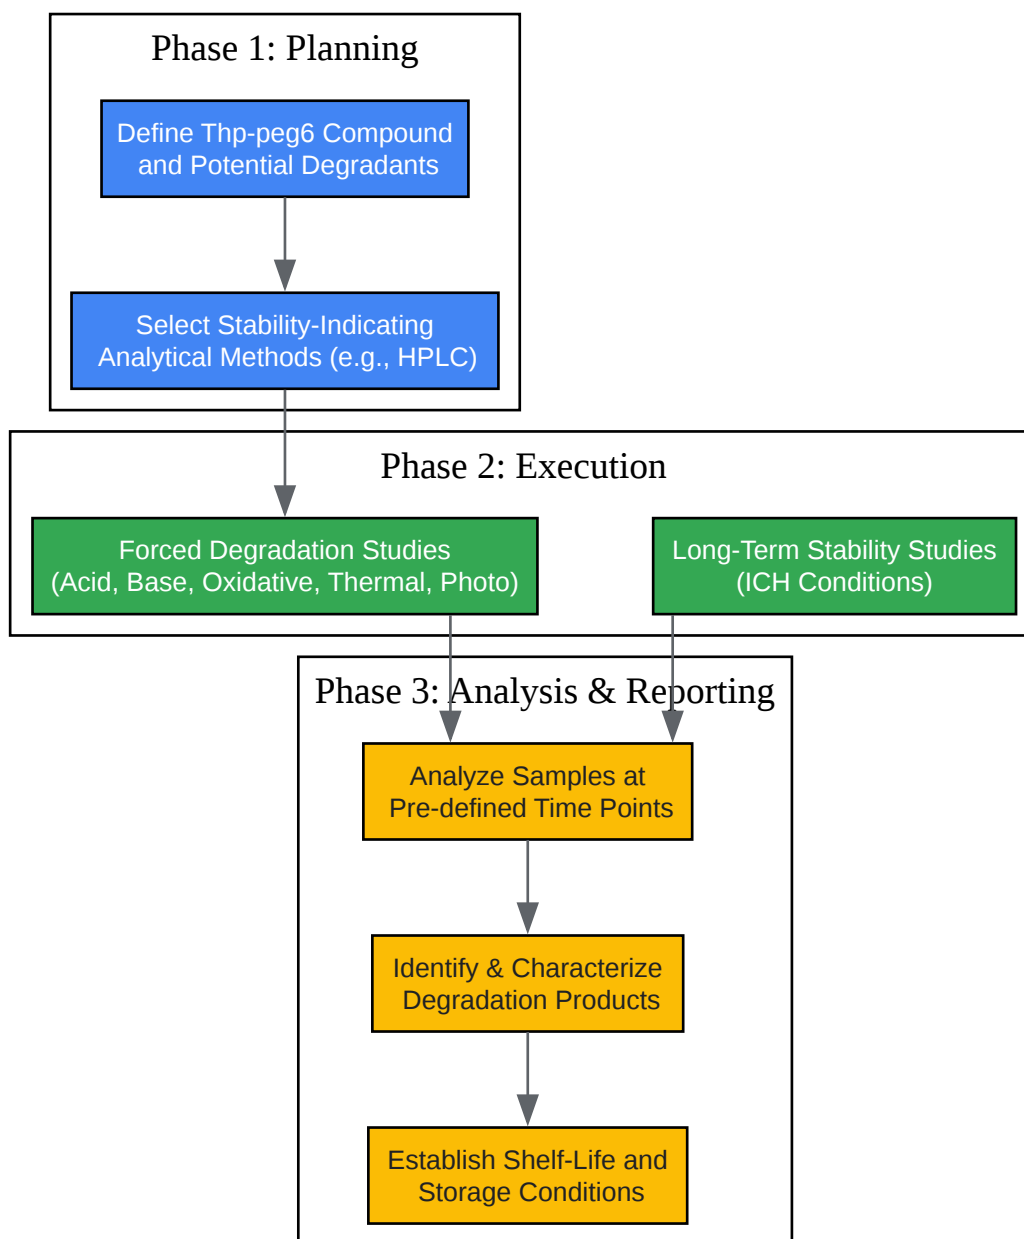 Phase 1: Planning
Define Thp-peg6 Compound
and Potential Degradants
Select Stability-Indicating
Analytical Methods (e.g., HPLC)
Phase 2: Execution
Forced Degradation Studies
(Acid, Base, Oxidative, Thermal, Photo)
Long-Term Stability Studies
(ICH Conditions)
Phase 3: Analysis & Reporting
Analyze Samples at
Pre-defined Time Points
Identify & Characterize
Degradation Products
Establish Shelf-Life and
Storage Conditions